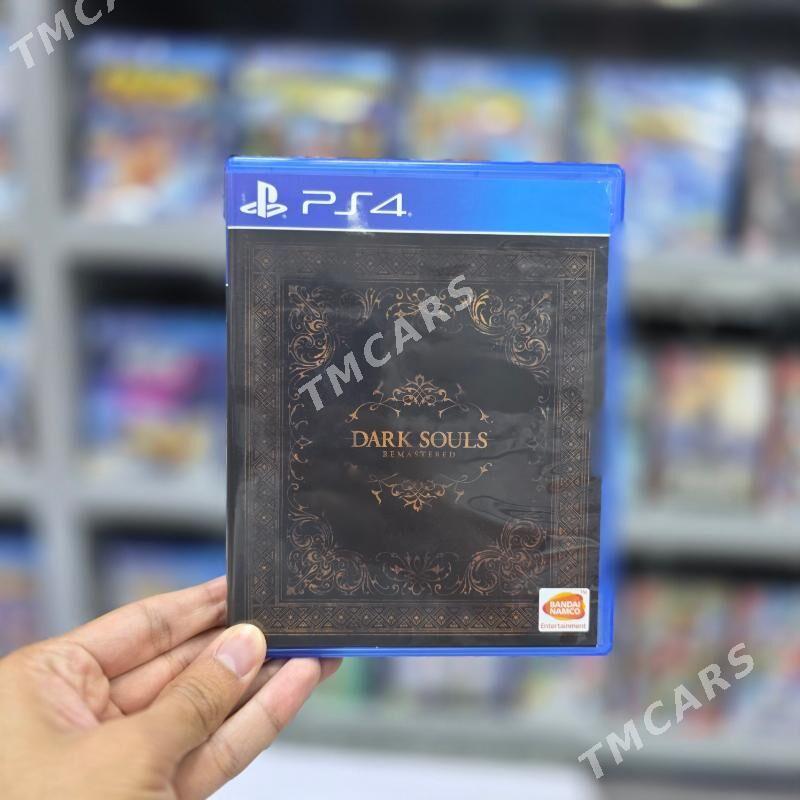 TMCARS
PS4
TMCARS
DARK SOULS
REMASTERED
BANDAI
NAMCO
Entertainment
TMCARS